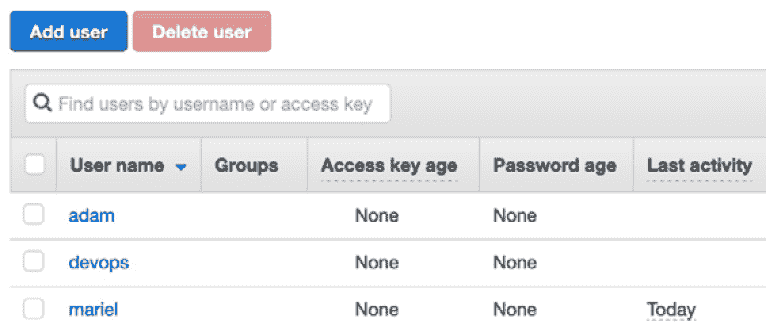 Add user Delete user
Find users by username or access key
User name Groups Access key age Password age Last activity
adam None None
devops None None
mariel None None Today